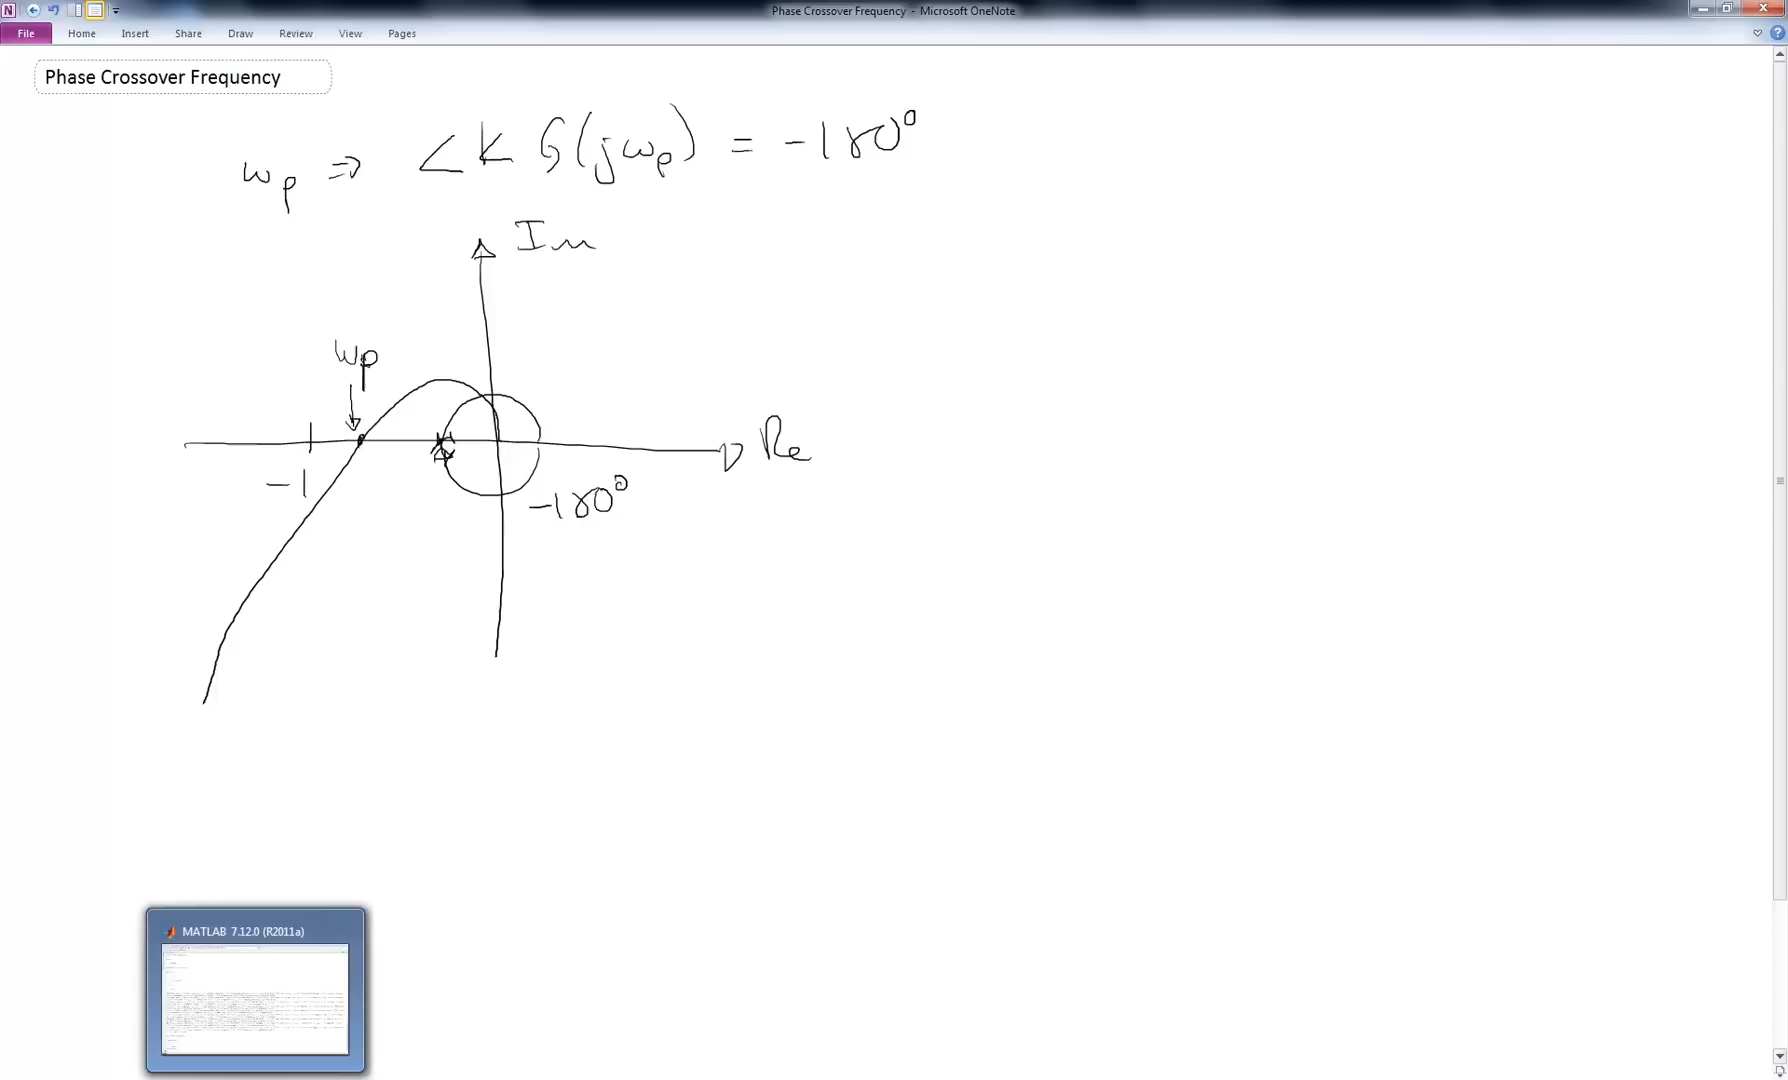 Phase Crossover Frequency - Microsoft OneNote
File Home Insert Share Draw Review View Pages
Phase Crossover Frequency
ωp ⇒ ∠K G(jωp) = -180°
Im
ωp
Re
-1
-180°
MATLAB 7.12.0 (R2011a)